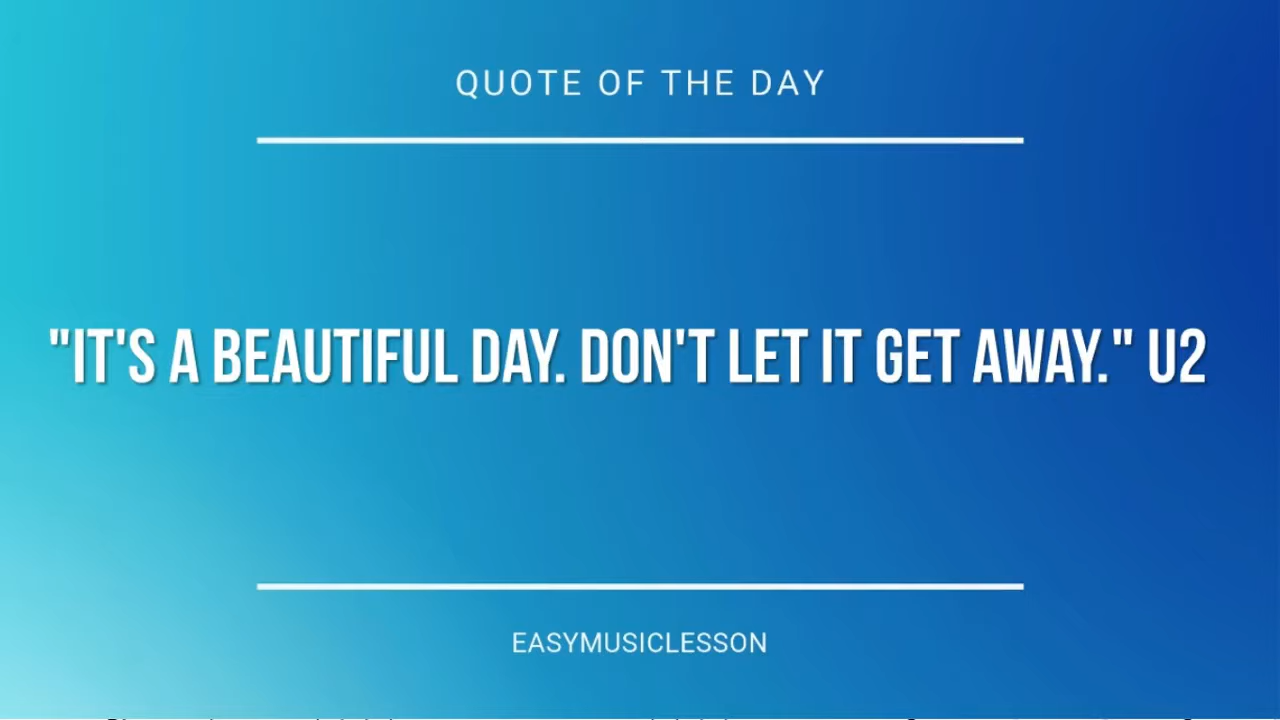 QUOTE OF THE DAY
"IT'S A BEAUTIFUL DAY. DON'T LET IT GET AWAY." U2
EASYMUSICLESSON